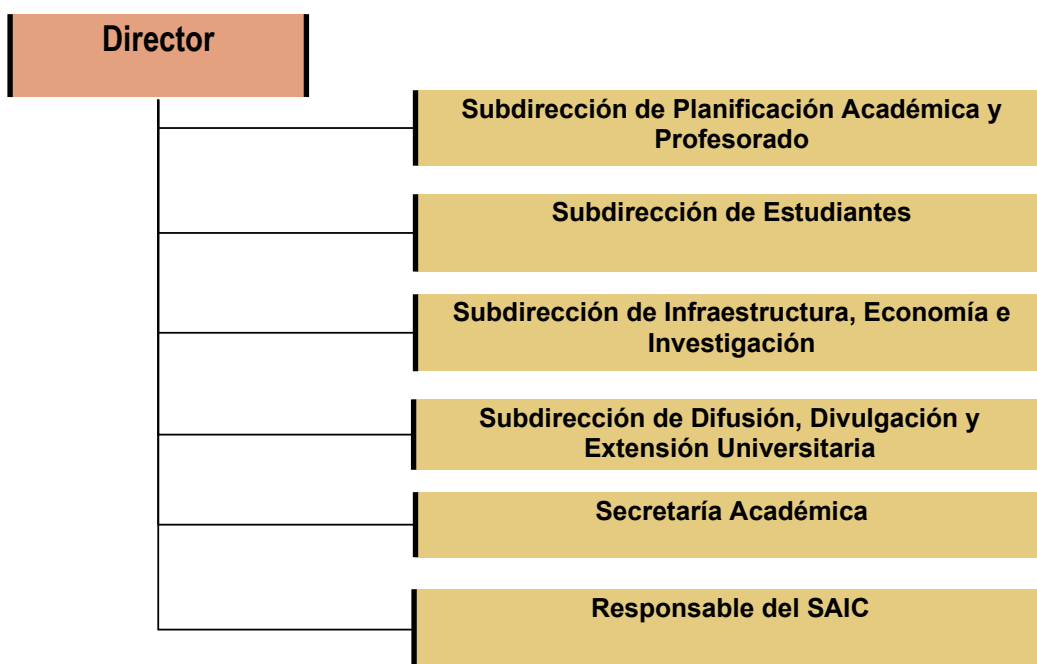 Director
Subdirección de Planificación Académica y
Profesorado
Subdirección de Estudiantes
Subdirección de Infraestructura, Economía e
Investigación
Subdirección de Difusión, Divulgación y
Extensión Universitaria
Secretaría Académica
Responsable del SAIC